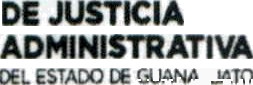 DE JUSTICIA
ADMINISTRATIVA
DEL ESTADO DE